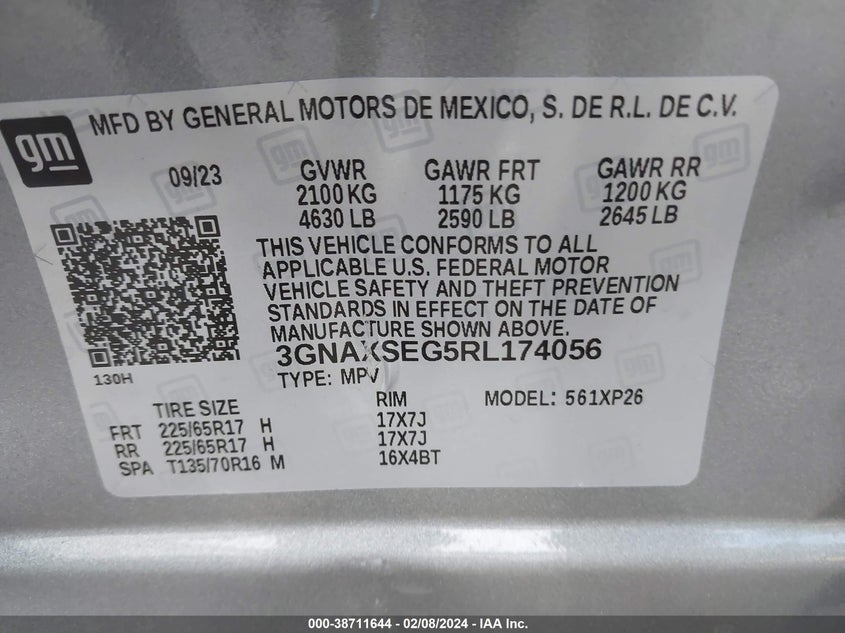 gm
MFD BY GENERAL MOTORS DE MEXICO, S. DE R.L. DE C.V.
09/23 GVWR GAWR FRT GAWR RR
2100 KG 1175 KG 1200 KG
4630 LB 2590 LB 2645 LB
THIS VEHICLE CONFORMS TO ALL
APPLICABLE U.S. FEDERAL MOTOR
VEHICLE SAFETY AND THEFT PREVENTION
STANDARDS IN EFFECT ON THE DATE OF
MANUFACTURE SHOWN ABOVE.
3GNAXSEG5RL174056
130H TYPE: MPV
TIRE SIZE RIM MODEL: 561XP26
FRT 225/65R17 H 17X7J
RR 225/65R17 H 17X7J
SPA T135/70R16 M 16X4BT
000-38711644 - 02/08/2024 - IAA Inc.